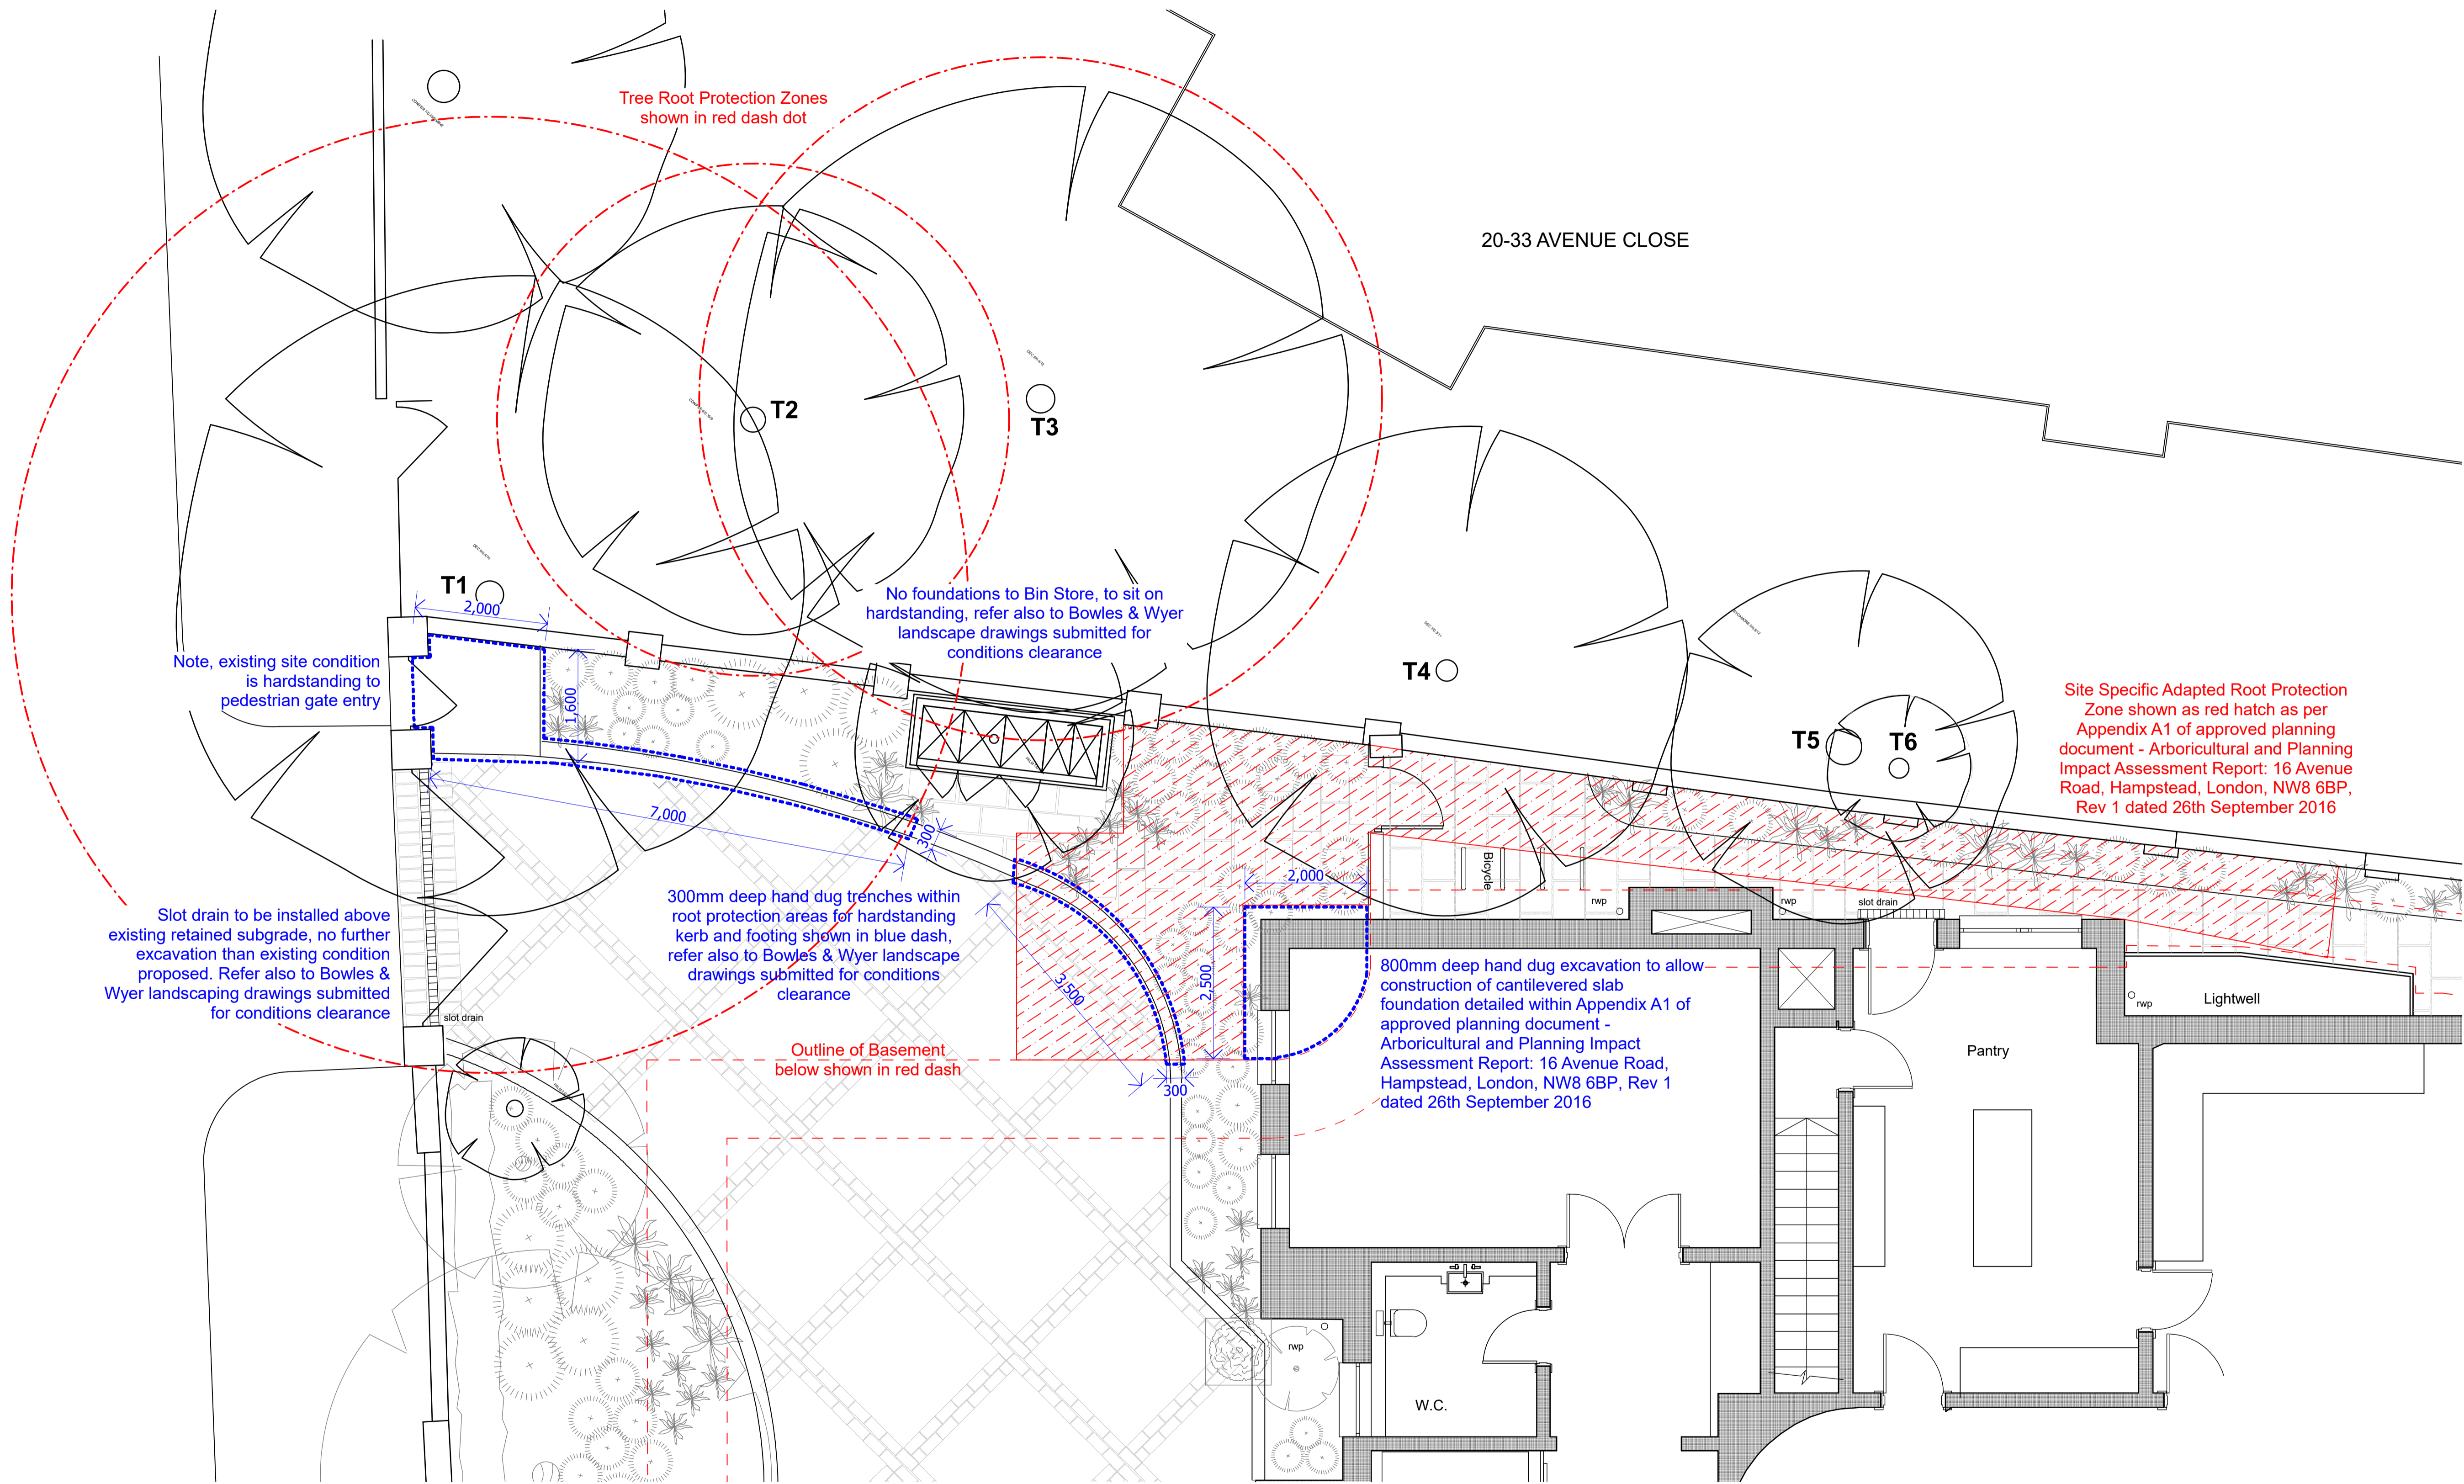 Tree Root Protection Zones
shown in red dash dot
20-33 AVENUE CLOSE
T2
T3
T1
2,000
No foundations to Bin Store, to sit on
hardstanding, refer also to Bowles & Wyer
landscape drawings submitted for
conditions clearance
Note, existing site condition
is hardstanding to
pedestrian gate entry
1,600
T4
T5
T6
Site Specific Adapted Root Protection
Zone shown as red hatch as per
Appendix A1 of approved planning
document - Arboricultural and Planning
Impact Assessment Report: 16 Avenue
Road, Hampstead, London, NW8 6BP,
Rev 1 dated 26th September 2016
7,000
300
Bicycle
2,000
rwp
rwp
slot drain
300mm deep hand dug trenches within
root protection areas for hardstanding
kerb and footing shown in blue dash,
refer also to Bowles & Wyer landscape
drawings submitted for conditions
clearance
Slot drain to be installed above
existing retained subgrade, no further
excavation than existing condition
proposed. Refer also to Bowles &
Wyer landscaping drawings submitted
for conditions clearance
slot drain
3,500
2,500
300
800mm deep hand dug excavation to allow
construction of cantilevered slab
foundation detailed within Appendix A1 of
approved planning document -
Arboricultural and Planning Impact
Assessment Report: 16 Avenue Road,
Hampstead, London, NW8 6BP, Rev 1
dated 26th September 2016
rwp
Lightwell
Pantry
Outline of Basement
below shown in red dash
rwp
W.C.